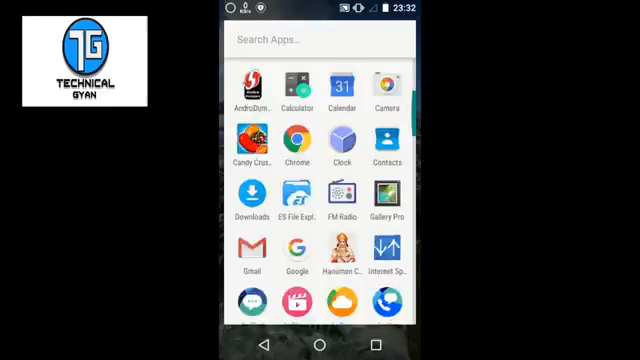 0
K/s
23:32
TG
TECHNICAL
GYAN
Search Apps...
31
AndroDum...
Calculator
Calendar
Camera
Candy Crus...
Chrome
Clock
Contacts
Downloads
ES File Expl...
FM Radio
Gallery Pro
Gmail
Google
Hanuman C...
Internet Sp...